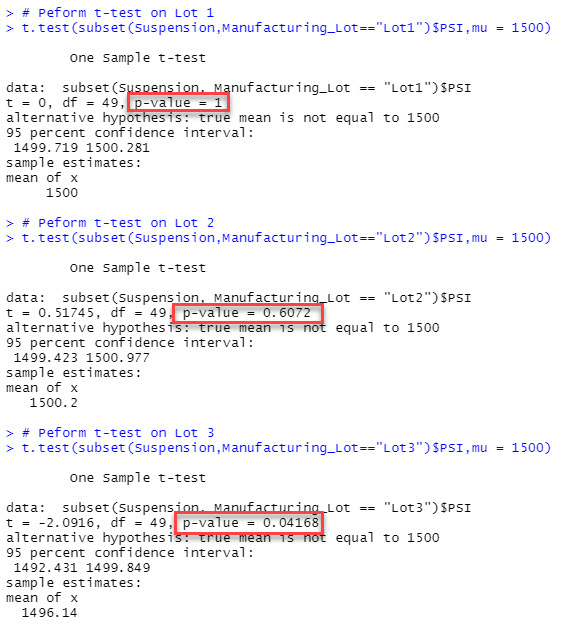 > # Peform t-test on Lot 1
> t.test(subset(Suspension,Manufacturing_Lot=="Lot1")$PSI,mu = 1500)
One Sample t-test
data:  subset(Suspension, Manufacturing_Lot == "Lot1")$PSI
t = 0, df = 49, p-value = 1
alternative hypothesis: true mean is not equal to 1500
95 percent confidence interval:
1499.719 1500.281
sample estimates:
mean of x
1500
> # Peform t-test on Lot 2
> t.test(subset(Suspension,Manufacturing_Lot=="Lot2")$PSI,mu = 1500)
One Sample t-test
data:  subset(Suspension, Manufacturing_Lot == "Lot2")$PSI
t = 0.51745, df = 49, p-value = 0.6072
alternative hypothesis: true mean is not equal to 1500
95 percent confidence interval:
1499.423 1500.977
sample estimates:
mean of x
1500.2
> # Peform t-test on Lot 3
> t.test(subset(Suspension,Manufacturing_Lot=="Lot3")$PSI,mu = 1500)
One Sample t-test
data:  subset(Suspension, Manufacturing_Lot == "Lot3")$PSI
t = -2.0916, df = 49, p-value = 0.04168
alternative hypothesis: true mean is not equal to 1500
95 percent confidence interval:
1492.431 1499.849
sample estimates:
mean of x
1496.14